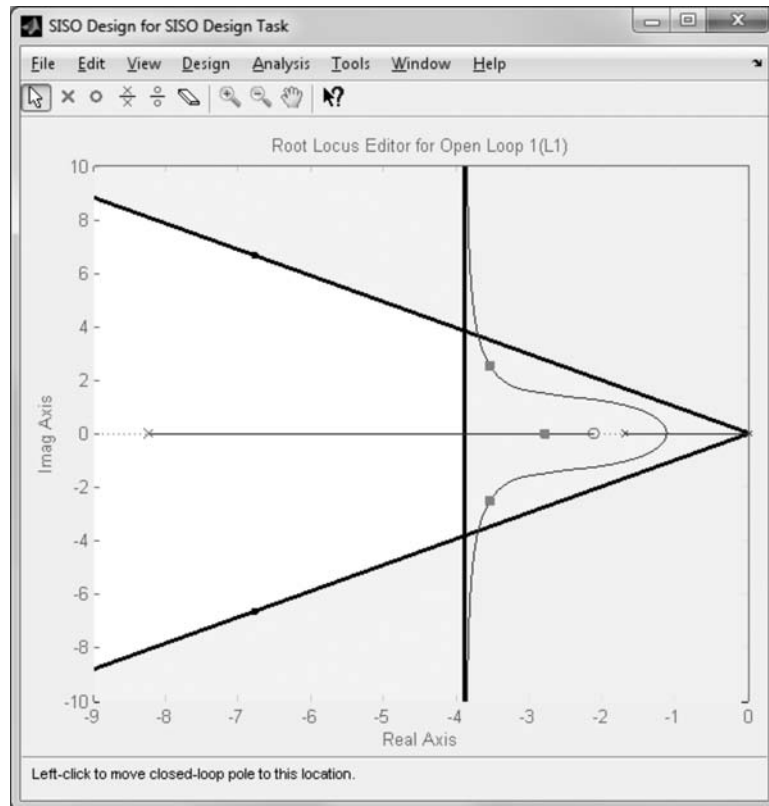 SISO Design for SISO Design Task
File Edit View Design Analysis Tools Window Help
Root Locus Editor for Open Loop 1(L1)
10
8
6
4
2
0
-2
-4
-6
-8
-10
Imag Axis
-9 -8 -7 -6 -5 -4 -3 -2 -1 0
Real Axis
Left-click to move closed-loop pole to this location.